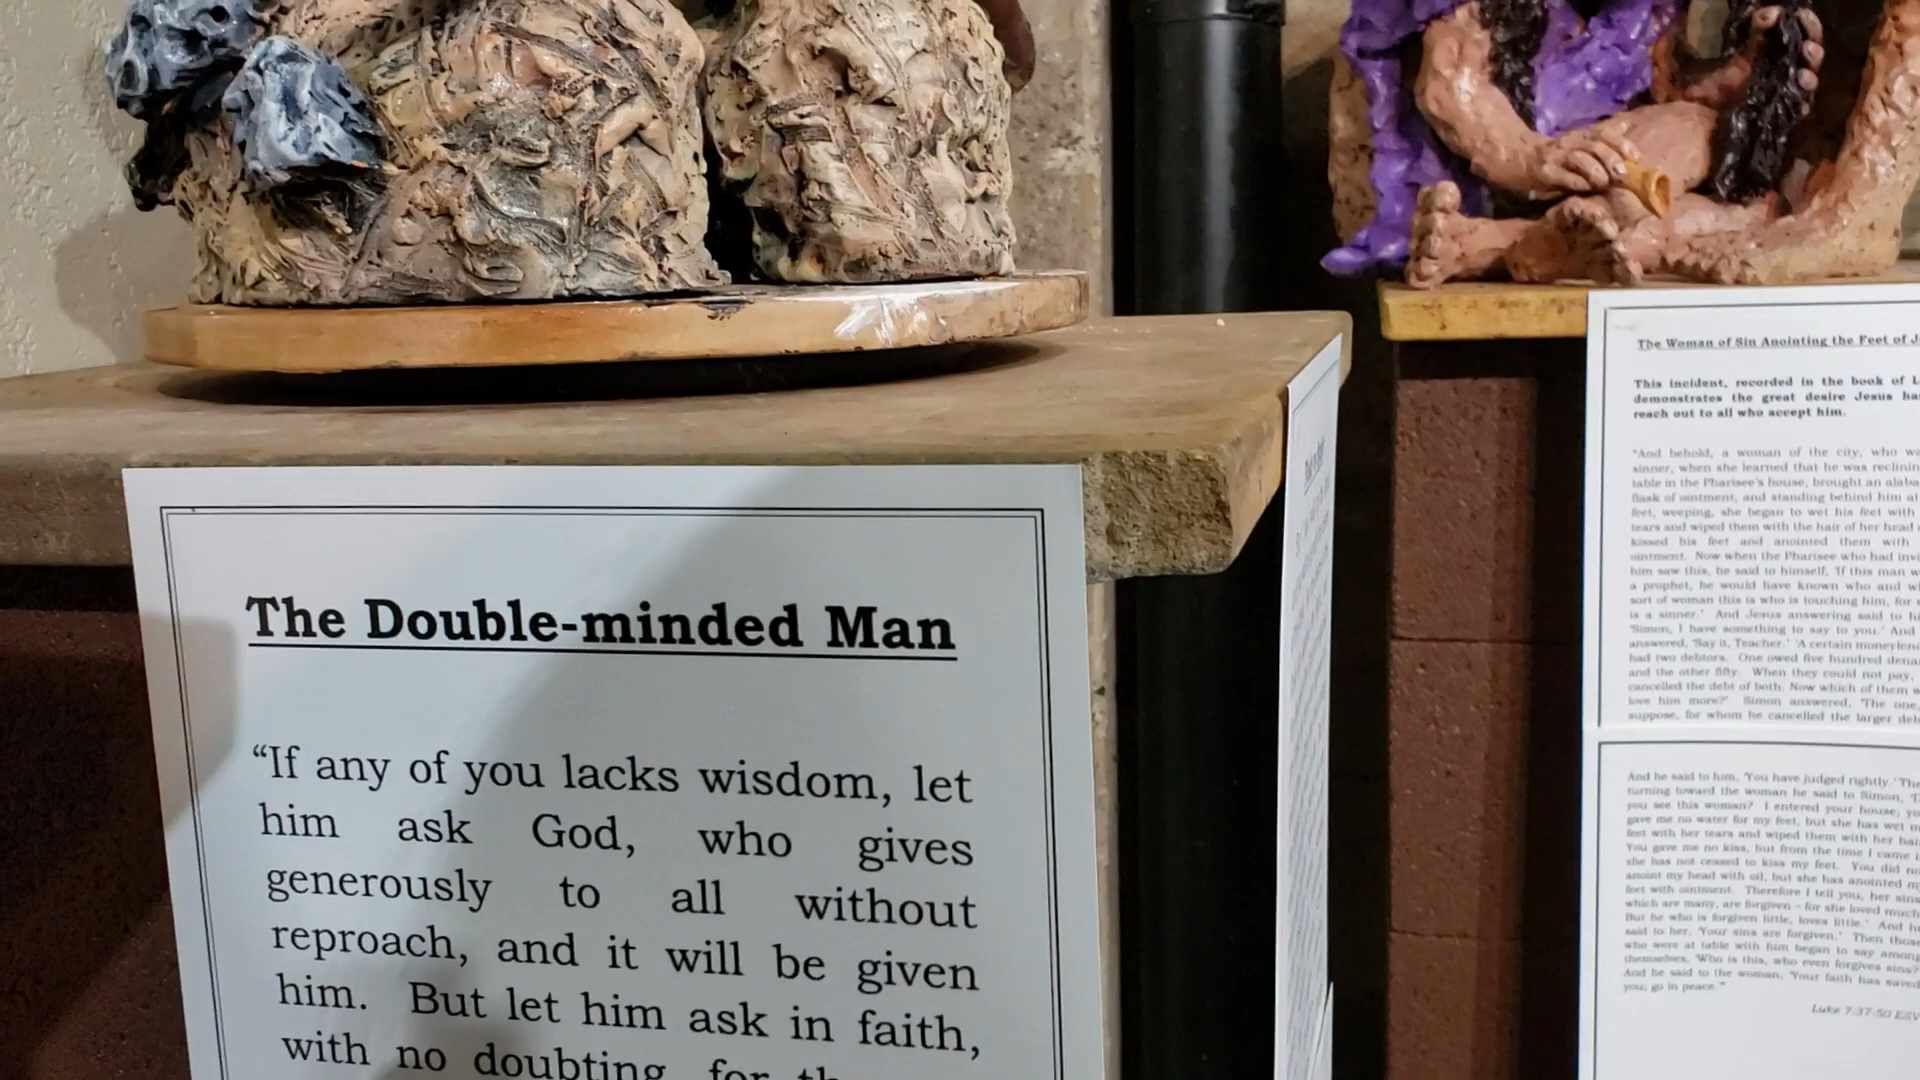 The Double-minded Man
“If any of you lacks wisdom, let
him ask God, who gives
generously to all without
reproach, and it will be given
him. But let him ask in faith,
with no doubting, for
The Woman of Sin Anointing the Feet of
This incident, recorded in the book of
demonstrates the great desire Jesus
reach out to all who accept him.
“And behold, a woman of the city, who
sinner, when she learned that he was
table in the Pharisee's house, brought an
flask of ointment, and standing behind him
feet, weeping, she began to wet his feet with
tears and wiped them with the hair of her head
kissed his feet and anointed them with
ointment. Now when the Pharisee who had
him saw this, he said to himself, 'If this man
a prophet, he would have known who and
sort of woman this is who is touching him, for
is a sinner.' And Jesus answering said to
'Simon, I have something to say to you.' And
answered, 'Say it, Teacher.' 'A certain
had two debtors. One owed five hundred
and the other fifty. When they could not pay,
cancelled the debt of both. Now which of them
love him more?' Simon answered, 'The one,
suppose, for whom he cancelled the larger
And he said to him, 'You have judged rightly.'
turning toward the woman he said to Simon,
you see this woman? I entered your house;
gave me no water for my feet, but she has wet
feet with her tears and wiped them with her
You gave me no kiss, but from the time I came
she has not ceased to kiss my feet. You did
anoint my head with oil, but she has anointed
feet with ointment. Therefore I tell you, her
which are many, are forgiven - for she loved
But he who is forgiven little, loves little.' And
said to her, 'Your sins are forgiven.' Then
who were at table with him began to say
themselves, 'Who is this, who even forgives
And he said to the woman, 'Your faith has
you; go in peace.”
Luke 7:37-50 ESV